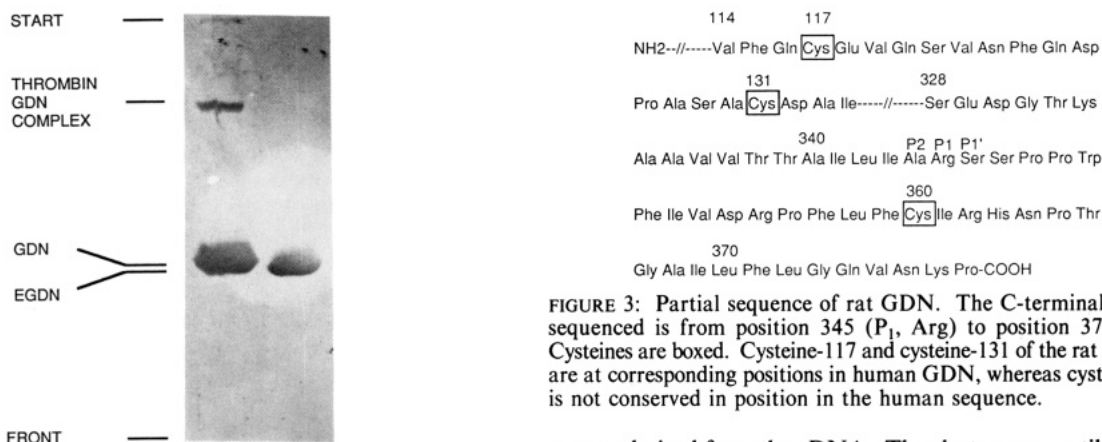 START
THROMBIN
GDN
COMPLEX
GDN
EGDN
FRONT
114 117
NH2--//-----Val Phe Gln Cys Glu Val Gln Ser Val Asn Phe Gln Asp
131 328
Pro Ala Ser Ala Cys Asp Ala Ile-----//------Ser Glu Asp Gly Thr Lys
340 P2 P1 P1'
Ala Ala Val Val Thr Thr Ala Ile Leu Ile Ala Arg Ser Ser Pro Pro Trp
360
Phe Ile Val Asp Arg Pro Phe Leu Phe Cys Ile Arg His Asn Pro Thr
370
Gly Ala Ile Leu Phe Leu Gly Gln Val Asn Lys Pro-COOH
FIGURE 3: Partial sequence of rat GDN. The C-terminal
sequenced is from position 345 (P1, Arg) to position 37
Cysteines are boxed. Cysteine-117 and cysteine-131 of the rat
are at corresponding positions in human GDN, whereas cyst
is not conserved in position in the human sequence.